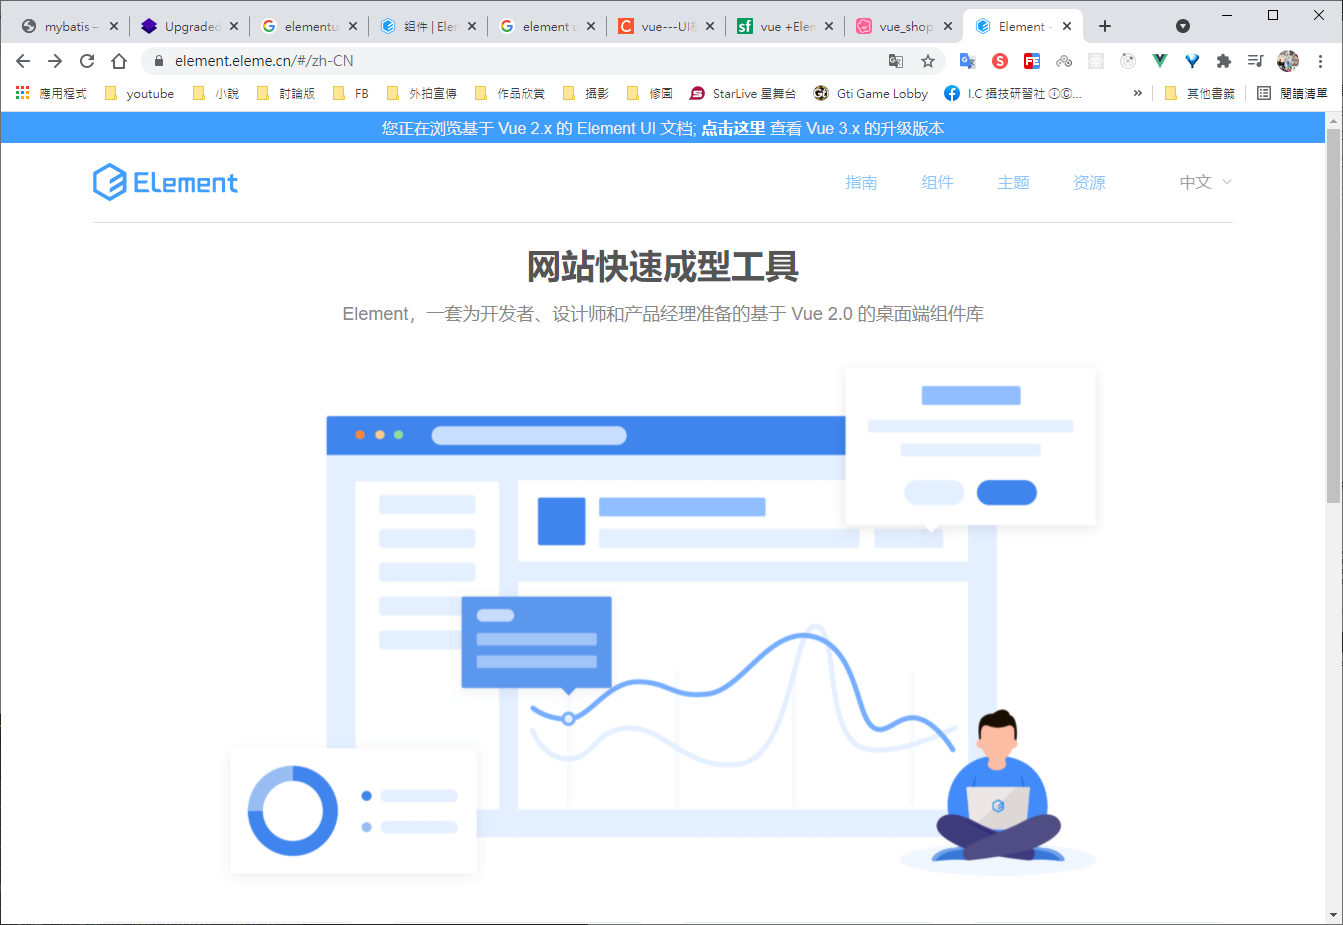 mybatis –
Upgraded
elementu
组件 | Elem
element u
vue---UI框
vue +Elem
vue_shop
Element -
element.eleme.cn/#/zh-CN
應用程式
youtube
小說
討論版
FB
外拍宣傳
作品欣賞
攝影
修圖
StarLive 星舞台
Gti Game Lobby
I.C 攝技研習社 ①©...
»
其他書籤
閱讀清單
您正在浏览基于 Vue 2.x 的 Element UI 文档; 点击这里 查看 Vue 3.x 的升级版本
Element
指南
组件
主题
资源
中文
网站快速成型工具
Element，一套为开发者、设计师和产品经理准备的基于 Vue 2.0 的桌面端组件库